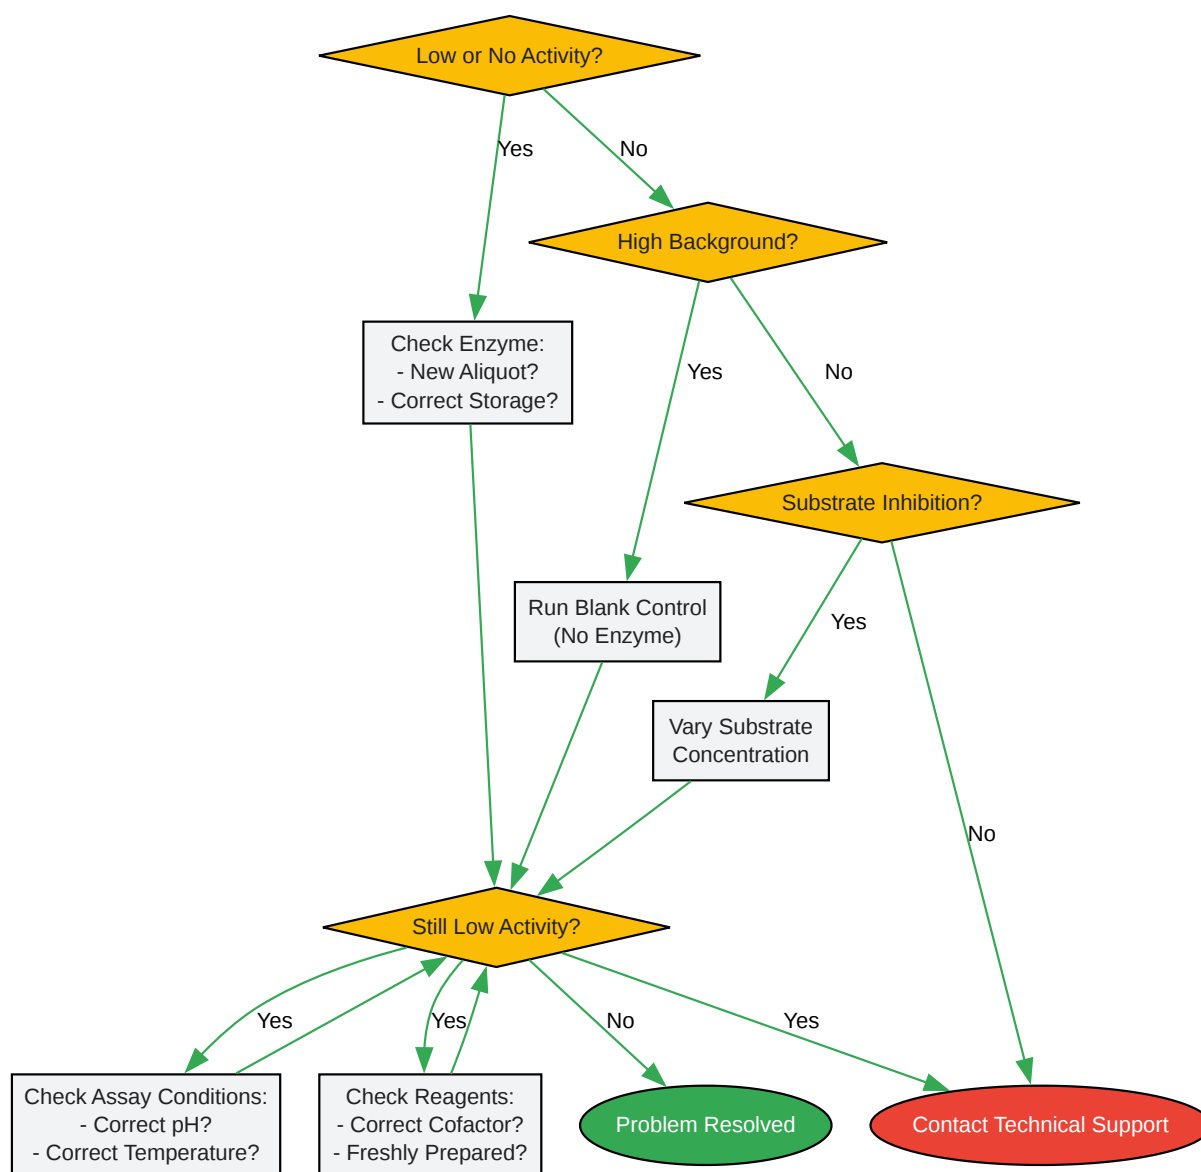 Low or No Activity?
Yes
No
High Background?
Check Enzyme:
- New Aliquot?
- Correct Storage?
Yes
No
Substrate Inhibition?
Run Blank Control
(No Enzyme)
Yes
Vary Substrate
Concentration
No
Still Low Activity?
Yes
Yes
No
Yes
Check Assay Conditions:
- Correct pH?
- Correct Temperature?
Check Reagents:
- Correct Cofactor?
- Freshly Prepared?
Problem Resolved
Contact Technical Support